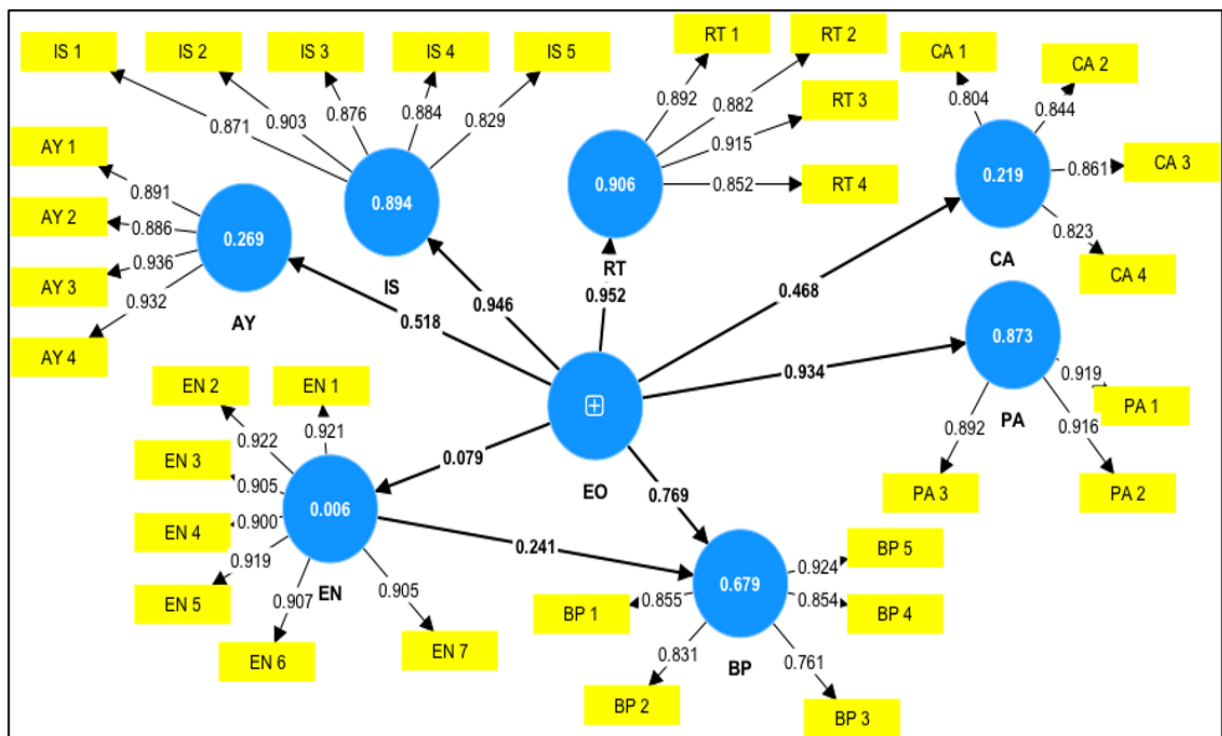 IS 1
IS 2
IS 3
IS 4
IS 5
0.871
0.903
0.876
0.884
0.829
0.894
IS
RT 1
RT 2
RT 3
RT 4
0.892
0.882
0.915
0.852
0.906
RT
CA 1
CA 2
CA 3
CA 4
0.804
0.844
0.861
0.823
0.219
CA
AY 1
AY 2
AY 3
AY 4
0.891
0.886
0.936
0.932
0.269
AY
0.518
0.946
0.952
0.468
0.934
0.079
0.769
EO
0.873
PA
0.919
0.916
0.892
PA 1
PA 2
PA 3
EN 1
EN 2
EN 3
EN 4
EN 5
EN 6
EN 7
0.921
0.922
0.905
0.900
0.919
0.907
0.905
0.006
EN
0.241
0.679
BP
BP 1
BP 2
BP 3
BP 4
BP 5
0.855
0.831
0.761
0.854
0.924